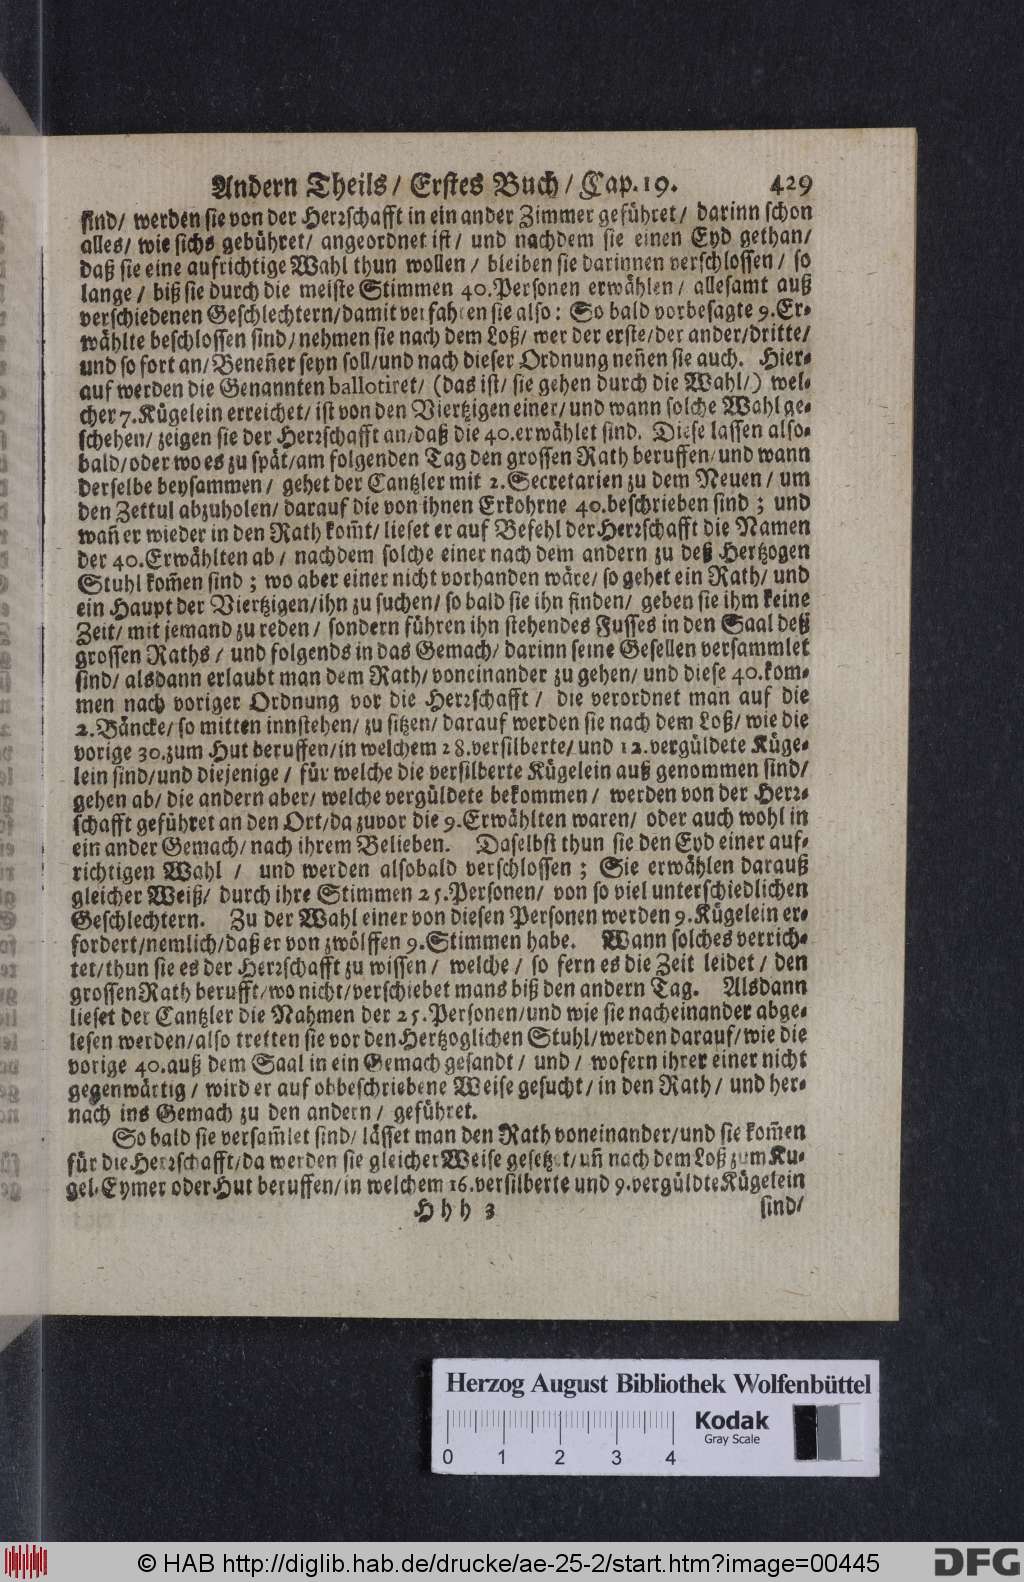 Andern Theils/ Erstes Buch/ Cap. 19. 429
sind/ werden sie von der Herrschafft in ein ander Zimmer geführet/ darinn schon
alles/ wie sichs gebühret/ angeordnet ist/ und nachdem sie einen Eyd gethan/
daß sie eine aufrichtige Wahl thun wollen/ bleiben sie darinnen verschlossen/ so
lange/ biß sie durch die meiste Stimmen 40. Personen erwählen/ allesamt auß
verschiedenen Geschlechtern/ damit verfahren sie also: So bald vorbesagte 9. Er-
wählte beschlossen sind/ nehmen sie nach dem Loß/ wer der erste/ der ander/ dritte/
und so fort an/ Beneñer seyn soll/ und nach dieser Ordnung neñen sie auch. Hier-
auf werden die Genannten ballotiret/ (das ist/ sie gehen durch die Wahl/) wel-
cher 7. Kügelein erreichet/ ist von den Viertzigen einer/ und wann solche Wahl ge-
schehen/ zeigen sie der Herrschafft an/ daß die 40. erwählet sind. Diese lassen also-
bald/ oder wo es zu spät/ am folgenden Tag den grossen Rath beruffen/ und wann
derselbe beysammen/ gehet der Cantzler mit 2. Secretarien zu dem Neuen/ um
den Zettul abzuholen/ darauf die von ihnen Erkohrne 40. beschrieben sind; und
wañ er wieder in den Rath kom̃t/ lieset er auf Befehl der Herrschafft die Namen
der 40. Erwählten ab/ nachdem solche einer nach dem andern zu deß Hertzogen
Stuhl kom̃en sind; wo aber einer nicht vorhanden wäre/ so gehet ein Rath/ und
ein Haupt der Viertzigen/ ihn zu suchen/ so bald sie ihn finden/ geben sie ihm keine
Zeit/ mit jemand zu reden/ sondern führen ihn stehendes Fusses in den Saal deß
grossen Raths/ und folgends in das Gemach/ darinn seine Gesellen versammlet
sind/ alsdann erlaubt man dem Rath/ voneinander zu gehen/ und diese 40. kom-
men nach voriger Ordnung vor die Herrschafft/ die verordnet man auf die
2. Bäncke/ so mitten innstehen/ zu sitzen/ darauf werden sie nach dem Loß/ wie die
vorige 30. zum Hut beruffen/ in welchem 28. versilberte/ und 12. vergüldete Küge-
lein sind/ und diejenige/ für welche die versilberte Kügelein auß genommen sind/
gehen ab/ die andern aber/ welche vergüldete bekommen/ werden von der Herr-
schafft geführet an den Ort/ da zuvor die 9. Erwählten waren/ oder auch wohl in
ein ander Gemach/ nach ihrem Belieben. Daselbst thun sie den Eyd einer auf-
richtigen Wahl/ und werden alsobald verschlossen; Sie erwählen darauß
gleicher Weiß/ durch ihre Stimmen 25. Personen/ von so viel unterschiedlichen
Geschlechtern. Zu der Wahl einer von diesen Personen werden 9. Kügelein er-
fordert/ nemlich/ daß er von zwölffen 9. Stimmen habe. Wann solches verrich-
tet/ thun sie es der Herrschafft zu wissen/ welche/ so fern es die Zeit leidet/ den
grossen Rath berufft/ wo nicht/ verschiebet mans biß den andern Tag. Alsdann
lieset der Cantzler die Nahmen der 25. Personen/ und wie sie nacheinander abge-
lesen werden/ also tretten sie vor den Hertzoglichen Stuhl/ werden darauf/ wie die
vorige 40. auß dem Saal in ein Gemach gesandt/ und/ wofern ihrer einer nicht
gegenwärtig/ wird er auf obbeschriebene Weise gesucht/ in den Rath/ und her-
nach ins Gemach zu den andern/ geführet.
So bald sie versam̃let sind/ lässet man den Rath voneinander/ und sie kom̃en
für die Herrschafft/ da werden sie gleicher Weise gesetzet/ uñ nach dem Loß zum Ku-
gel-Eymer oder Hut beruffen/ in welchem 16. versilberte und 9. vergüldte Kügelein
Hhh 3 sind/
Herzog August Bibliothek Wolfenbüttel
Kodak
Gray Scale
0 1 2 3 4
© HAB http://diglib.hab.de/drucke/ae-25-2/start.htm?image=00445
DFG